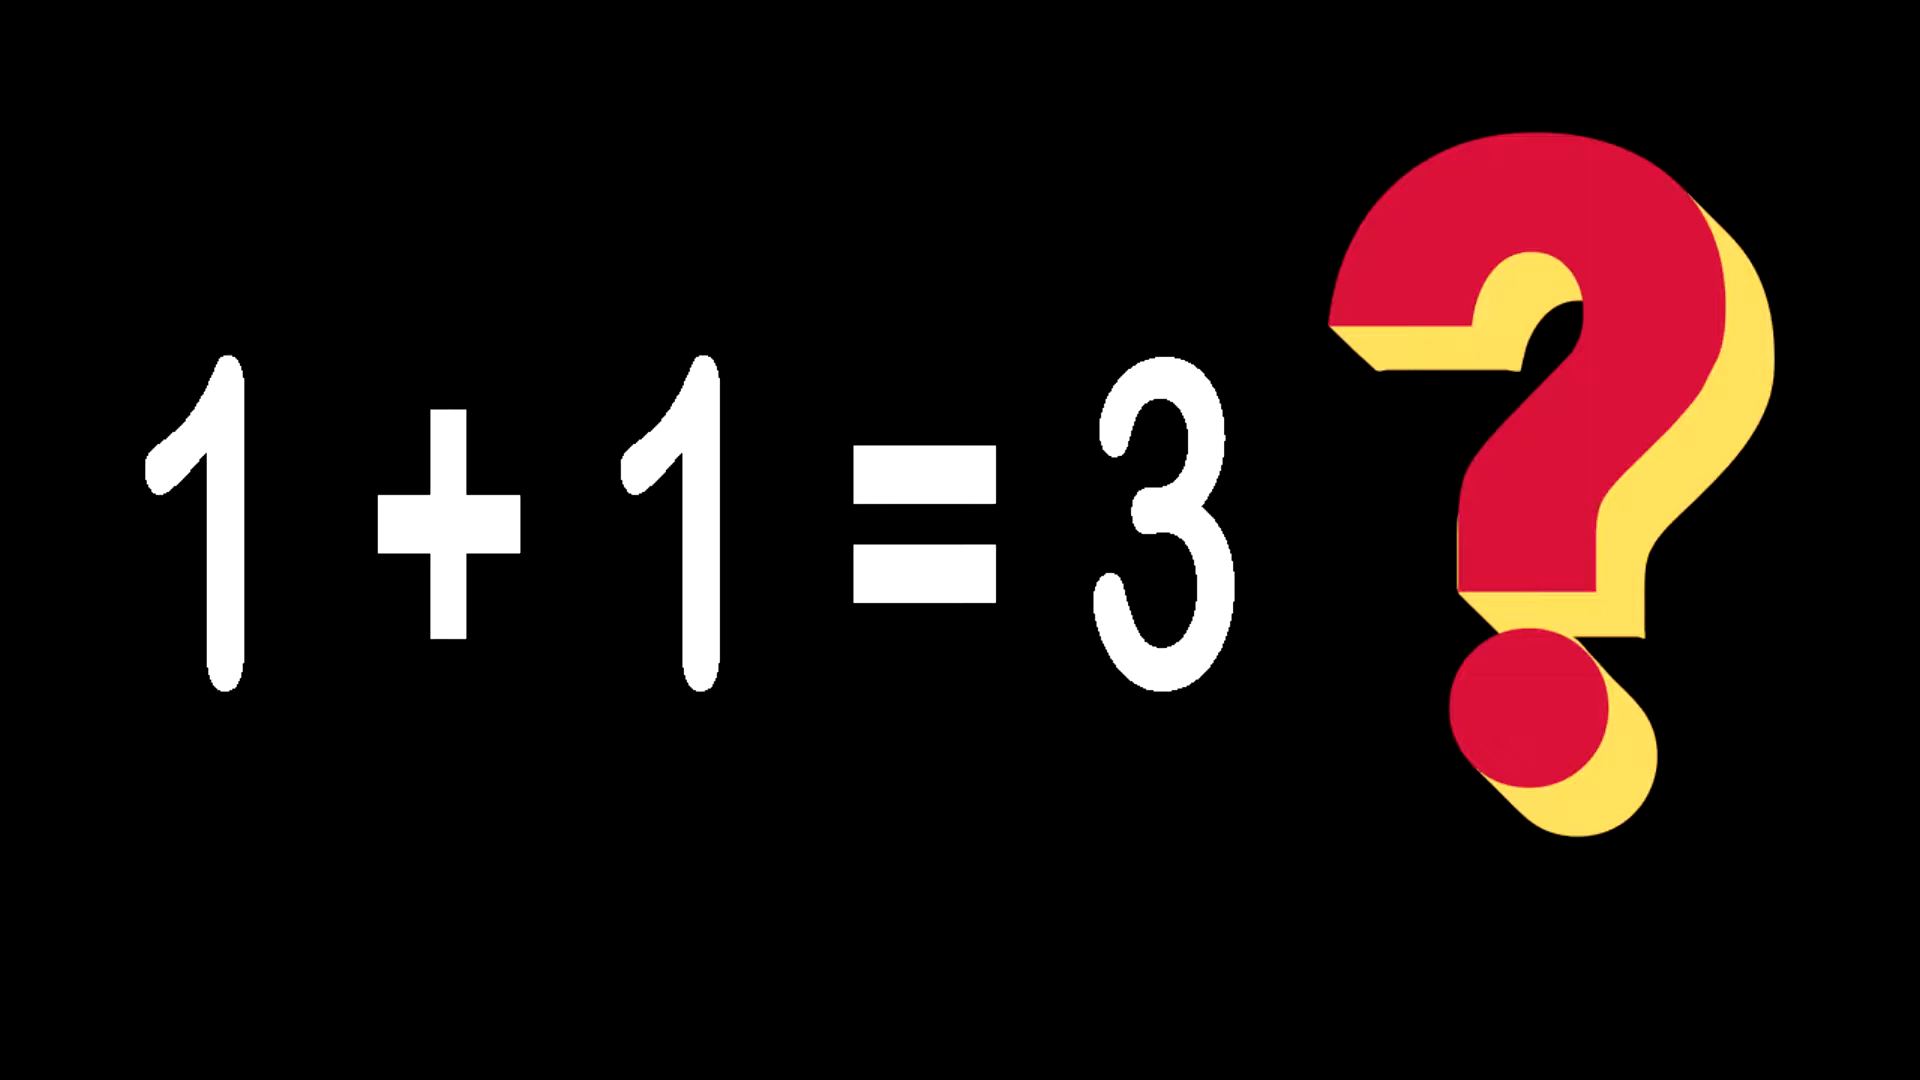 1 + 1 = 3 ?